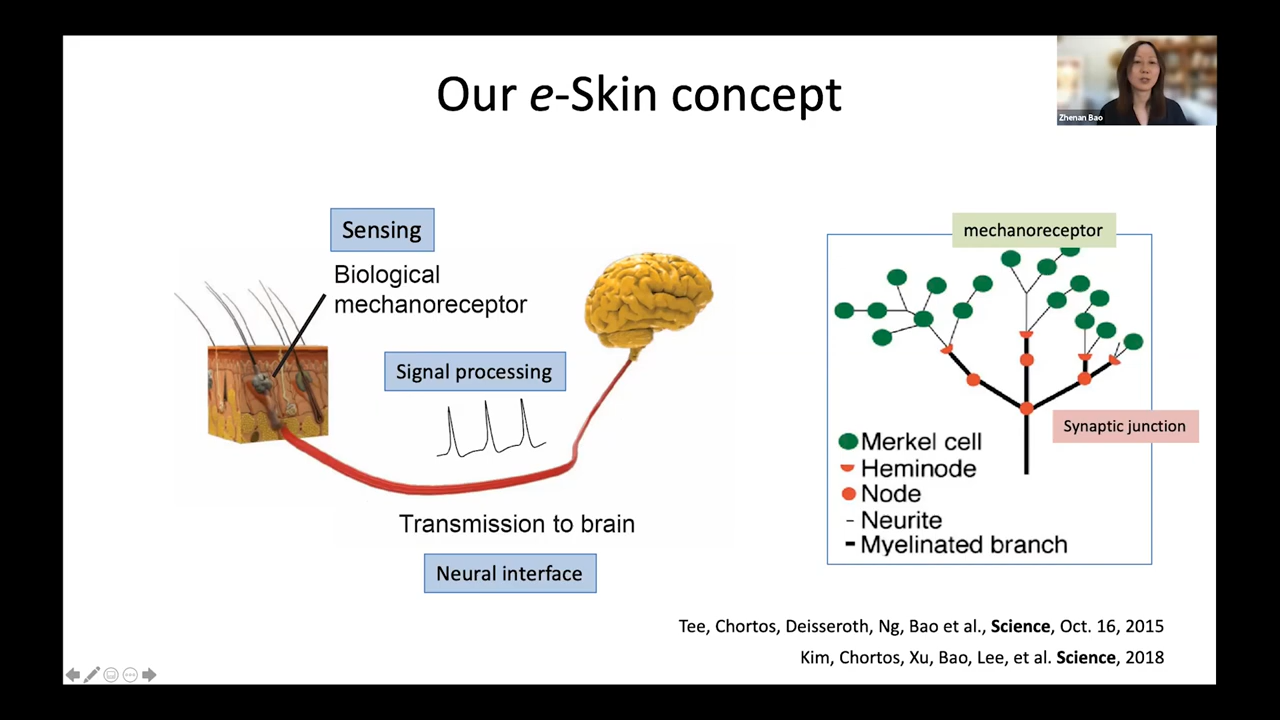 Our e-Skin concept
Zhenan Bao
Sensing
Biological
mechanoreceptor
Signal processing
Transmission to brain
Neural interface
mechanoreceptor
Synaptic junction
Merkel cell
Heminode
Node
- Neurite
- Myelinated branch
Tee, Chortos, Deisseroth, Ng, Bao et al., Science, Oct. 16, 2015
Kim, Chortos, Xu, Bao, Lee, et al. Science, 2018